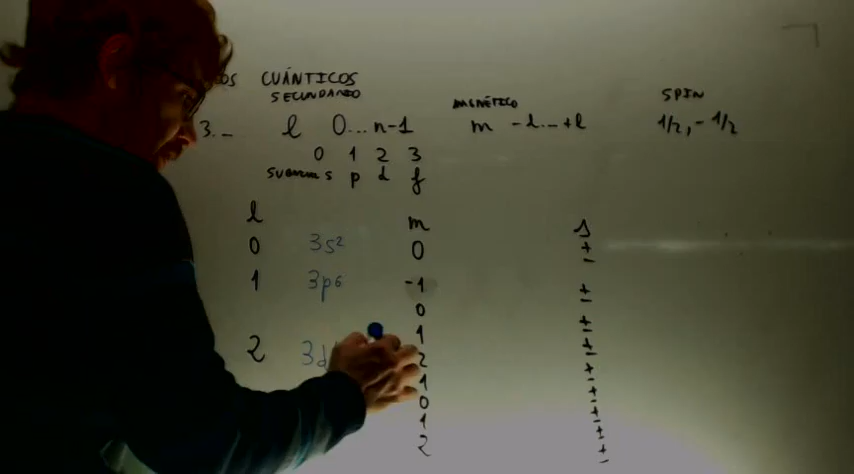 OS CUÁNTICOS
SECUNDARIO
MAGNÉTICO
SPIN
3... l 0...n-1 m -l...+l 1/2, -1/2
0 1 2 3
s p d f
l m s
0 3s2 0 + -
1 3p6 -1 + -
0 + -
1 + -
2 3d 2 + -
1 + -
0 + -
1 + -
2 + -